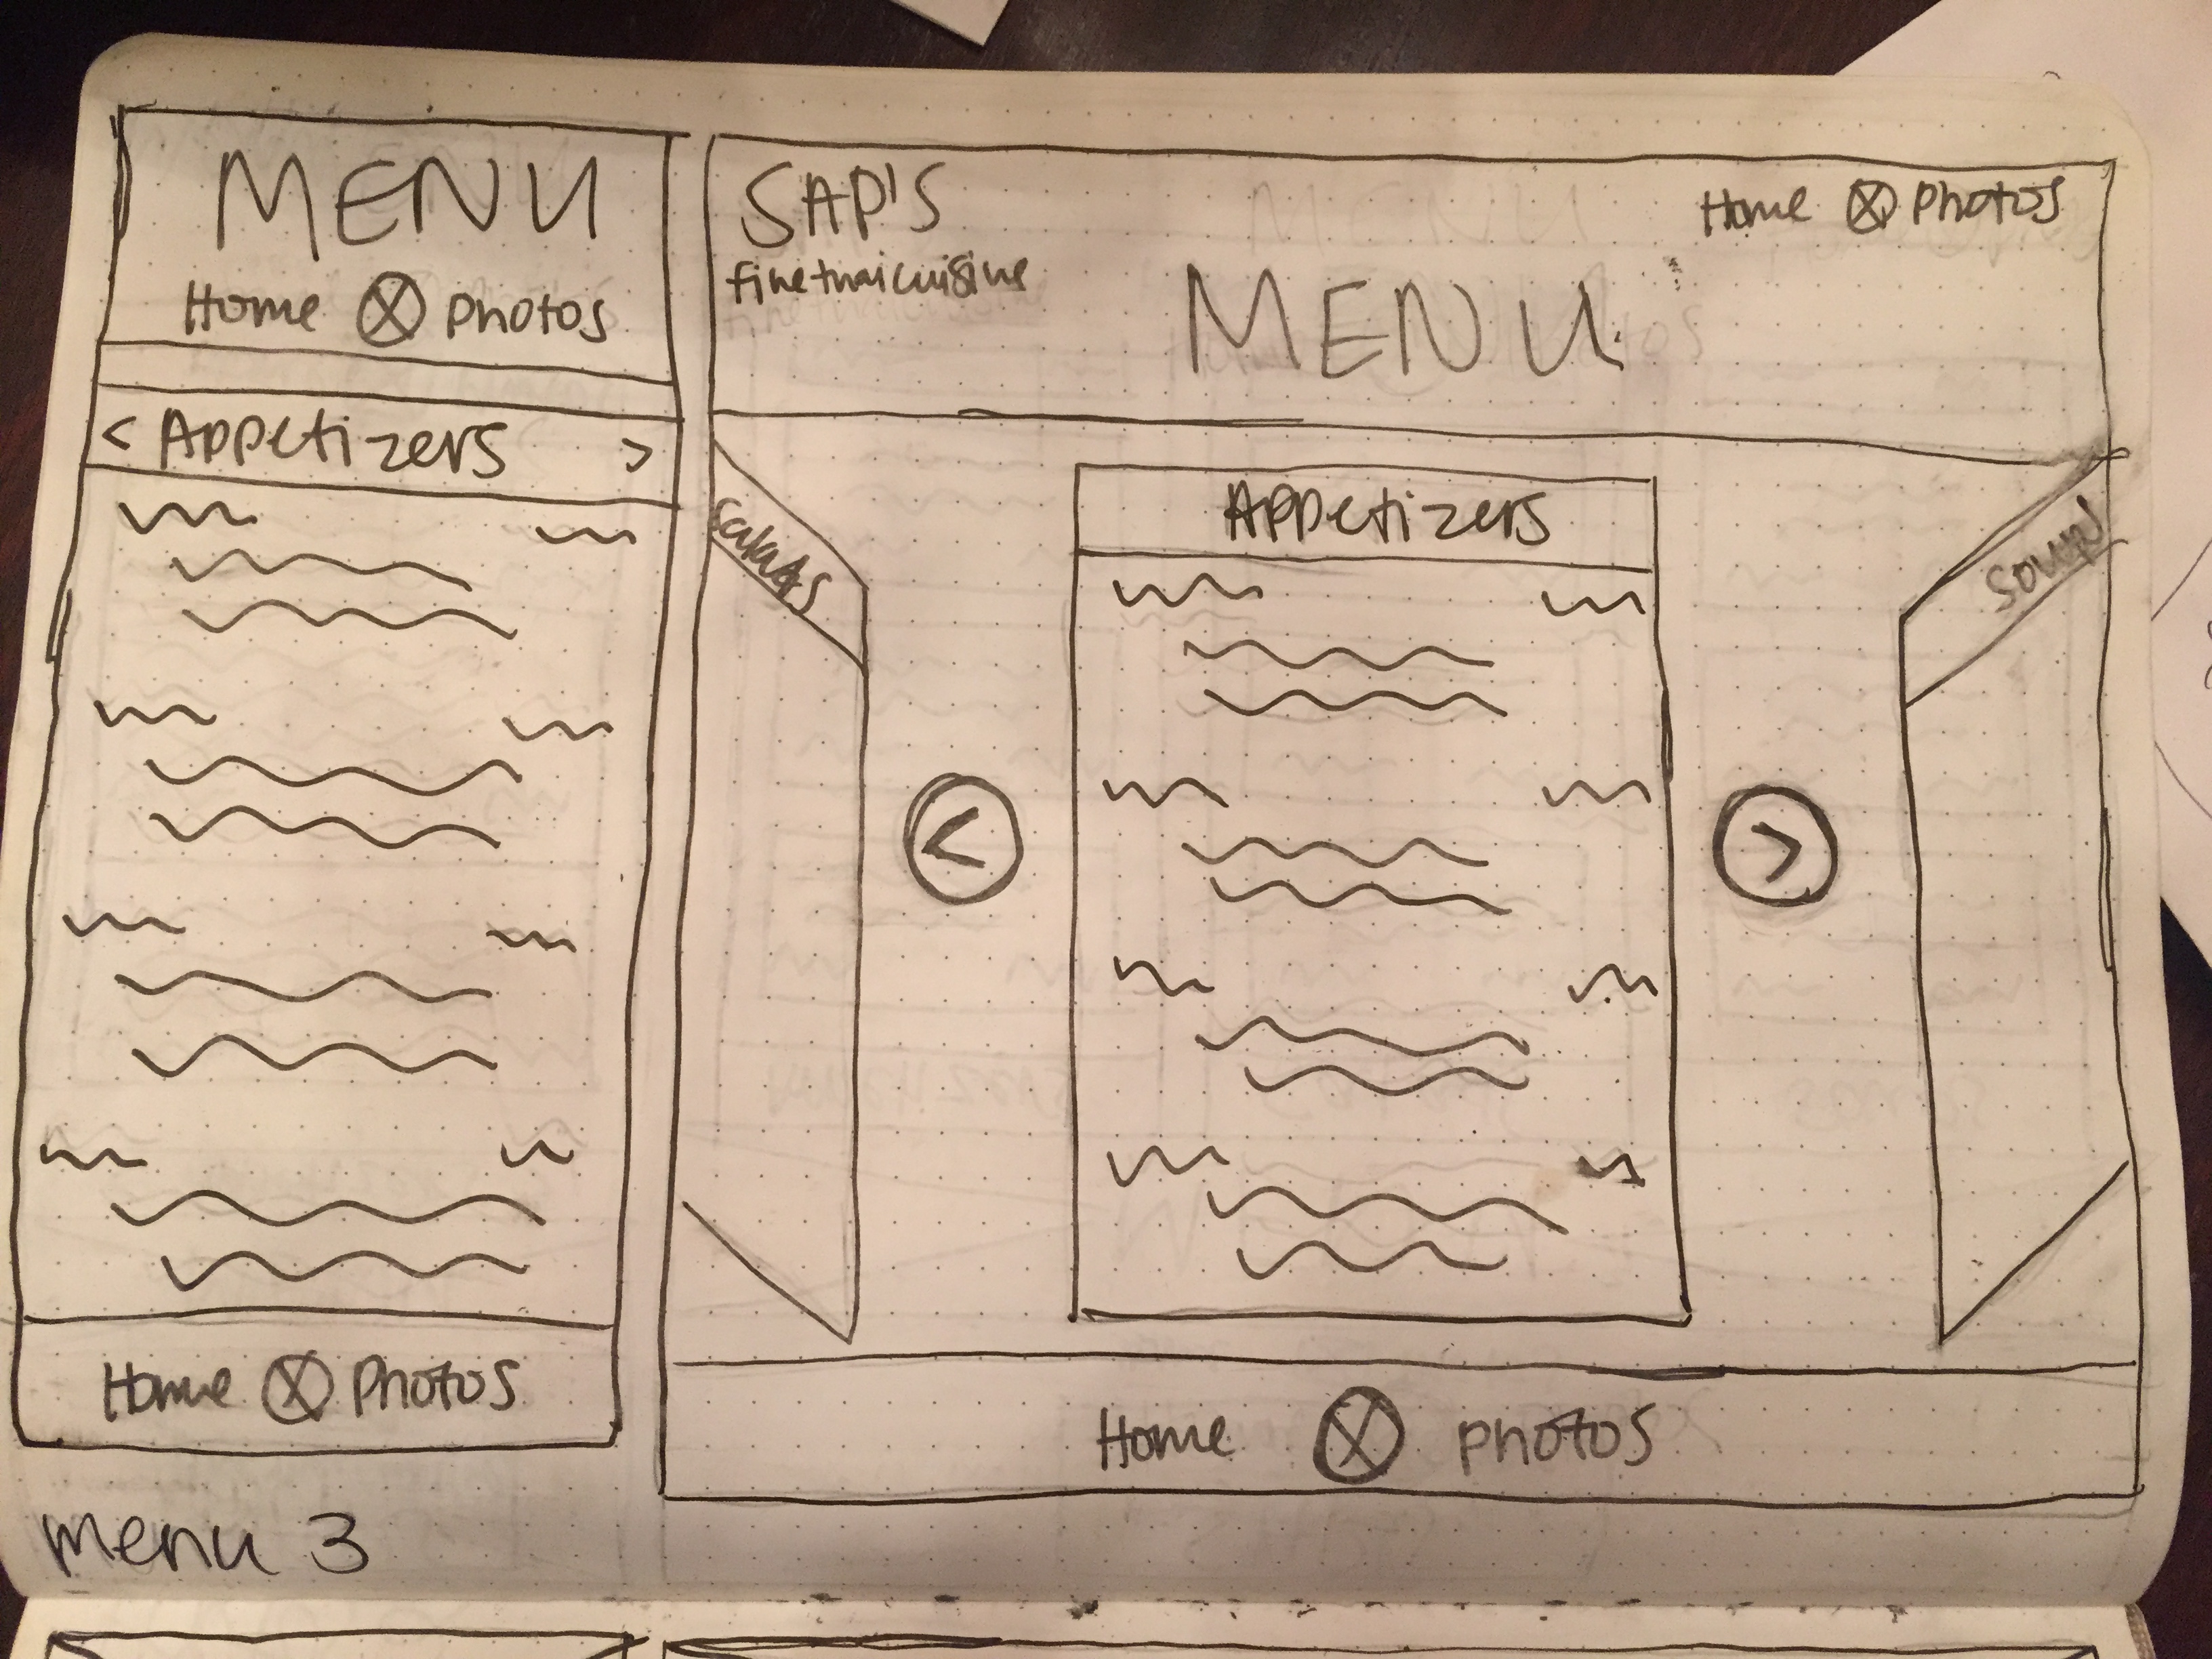 MENU
Home ⓧ Photos
< Appetizers >
Home ⓧ Photos
SAP'S
fine thai cuisine
Home ⓧ Photos
MENU
Salads
Appetizers
Soups
<
>
Home ⓧ photos
menu 3